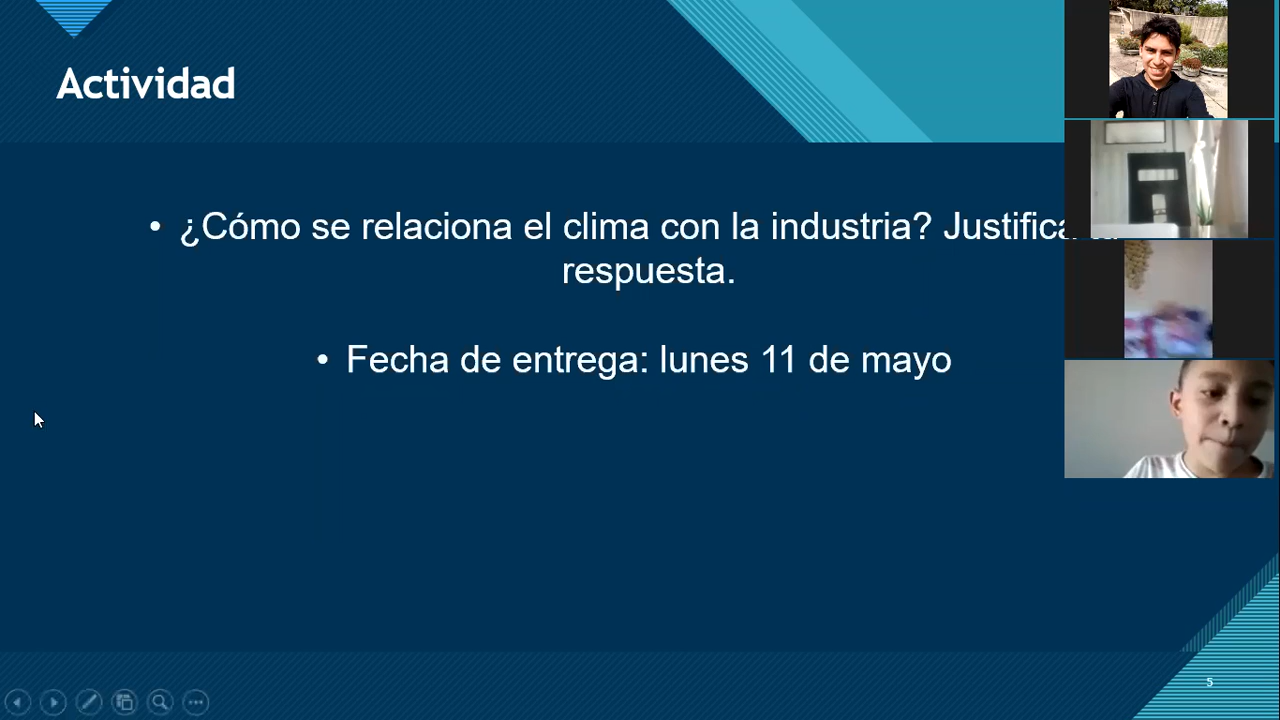 Actividad
• ¿Cómo se relaciona el clima con la industria? Justifica
respuesta.
• Fecha de entrega: lunes 11 de mayo
5